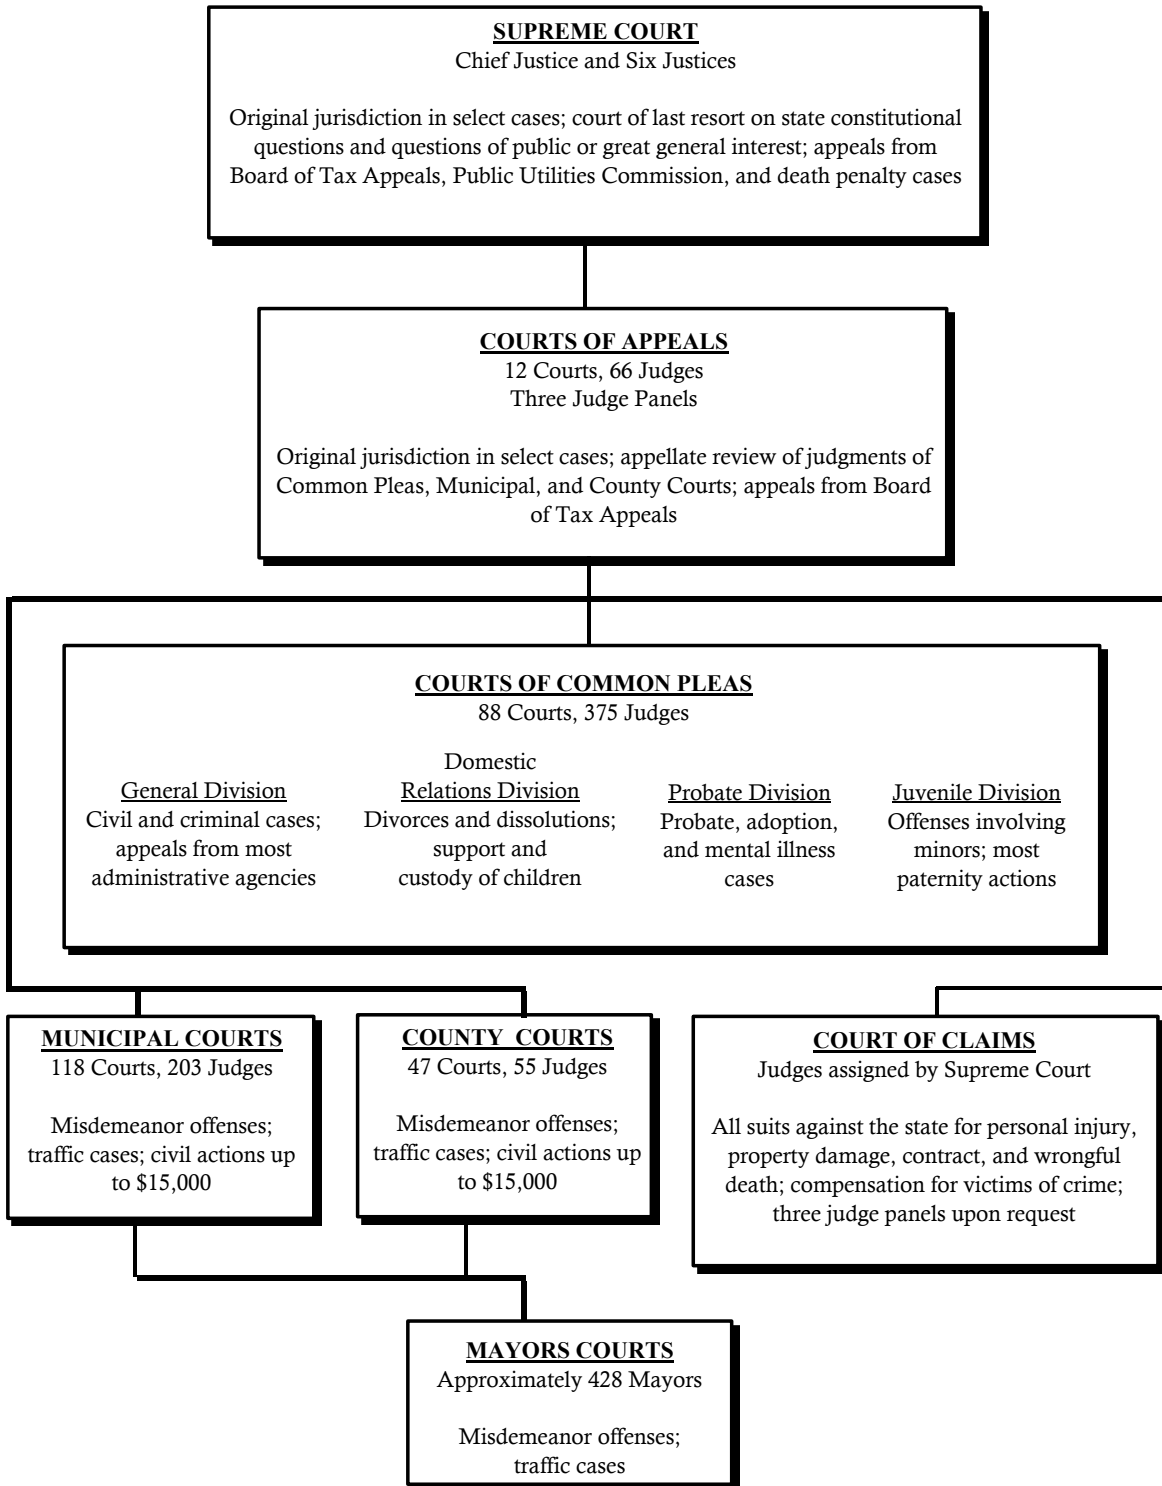 SUPREME COURT
Chief Justice and Six Justices
Original jurisdiction in select cases; court of last resort on state constitutional
questions and questions of public or great general interest; appeals from
Board of Tax Appeals, Public Utilities Commission, and death penalty cases
COURTS OF APPEALS
12 Courts, 66 Judges
Three Judge Panels
Original jurisdiction in select cases; appellate review of judgments of
Common Pleas, Municipal, and County Courts; appeals from Board
of Tax Appeals
COURTS OF COMMON PLEAS
88 Courts, 375 Judges
General Division
Civil and criminal cases;
appeals from most
administrative agencies
Domestic
Relations Division
Divorces and dissolutions;
support and
custody of children
Probate Division
Probate, adoption,
and mental illness
cases
Juvenile Division
Offenses involving
minors; most
paternity actions
MUNICIPAL COURTS
118 Courts, 203 Judges
Misdemeanor offenses;
traffic cases; civil actions up
to $15,000
COUNTY COURTS
47 Courts, 55 Judges
Misdemeanor offenses;
traffic cases; civil actions up
to $15,000
COURT OF CLAIMS
Judges assigned by Supreme Court
All suits against the state for personal injury,
property damage, contract, and wrongful
death; compensation for victims of crime;
three judge panels upon request
MAYORS COURTS
Approximately 428 Mayors
Misdemeanor offenses;
traffic cases